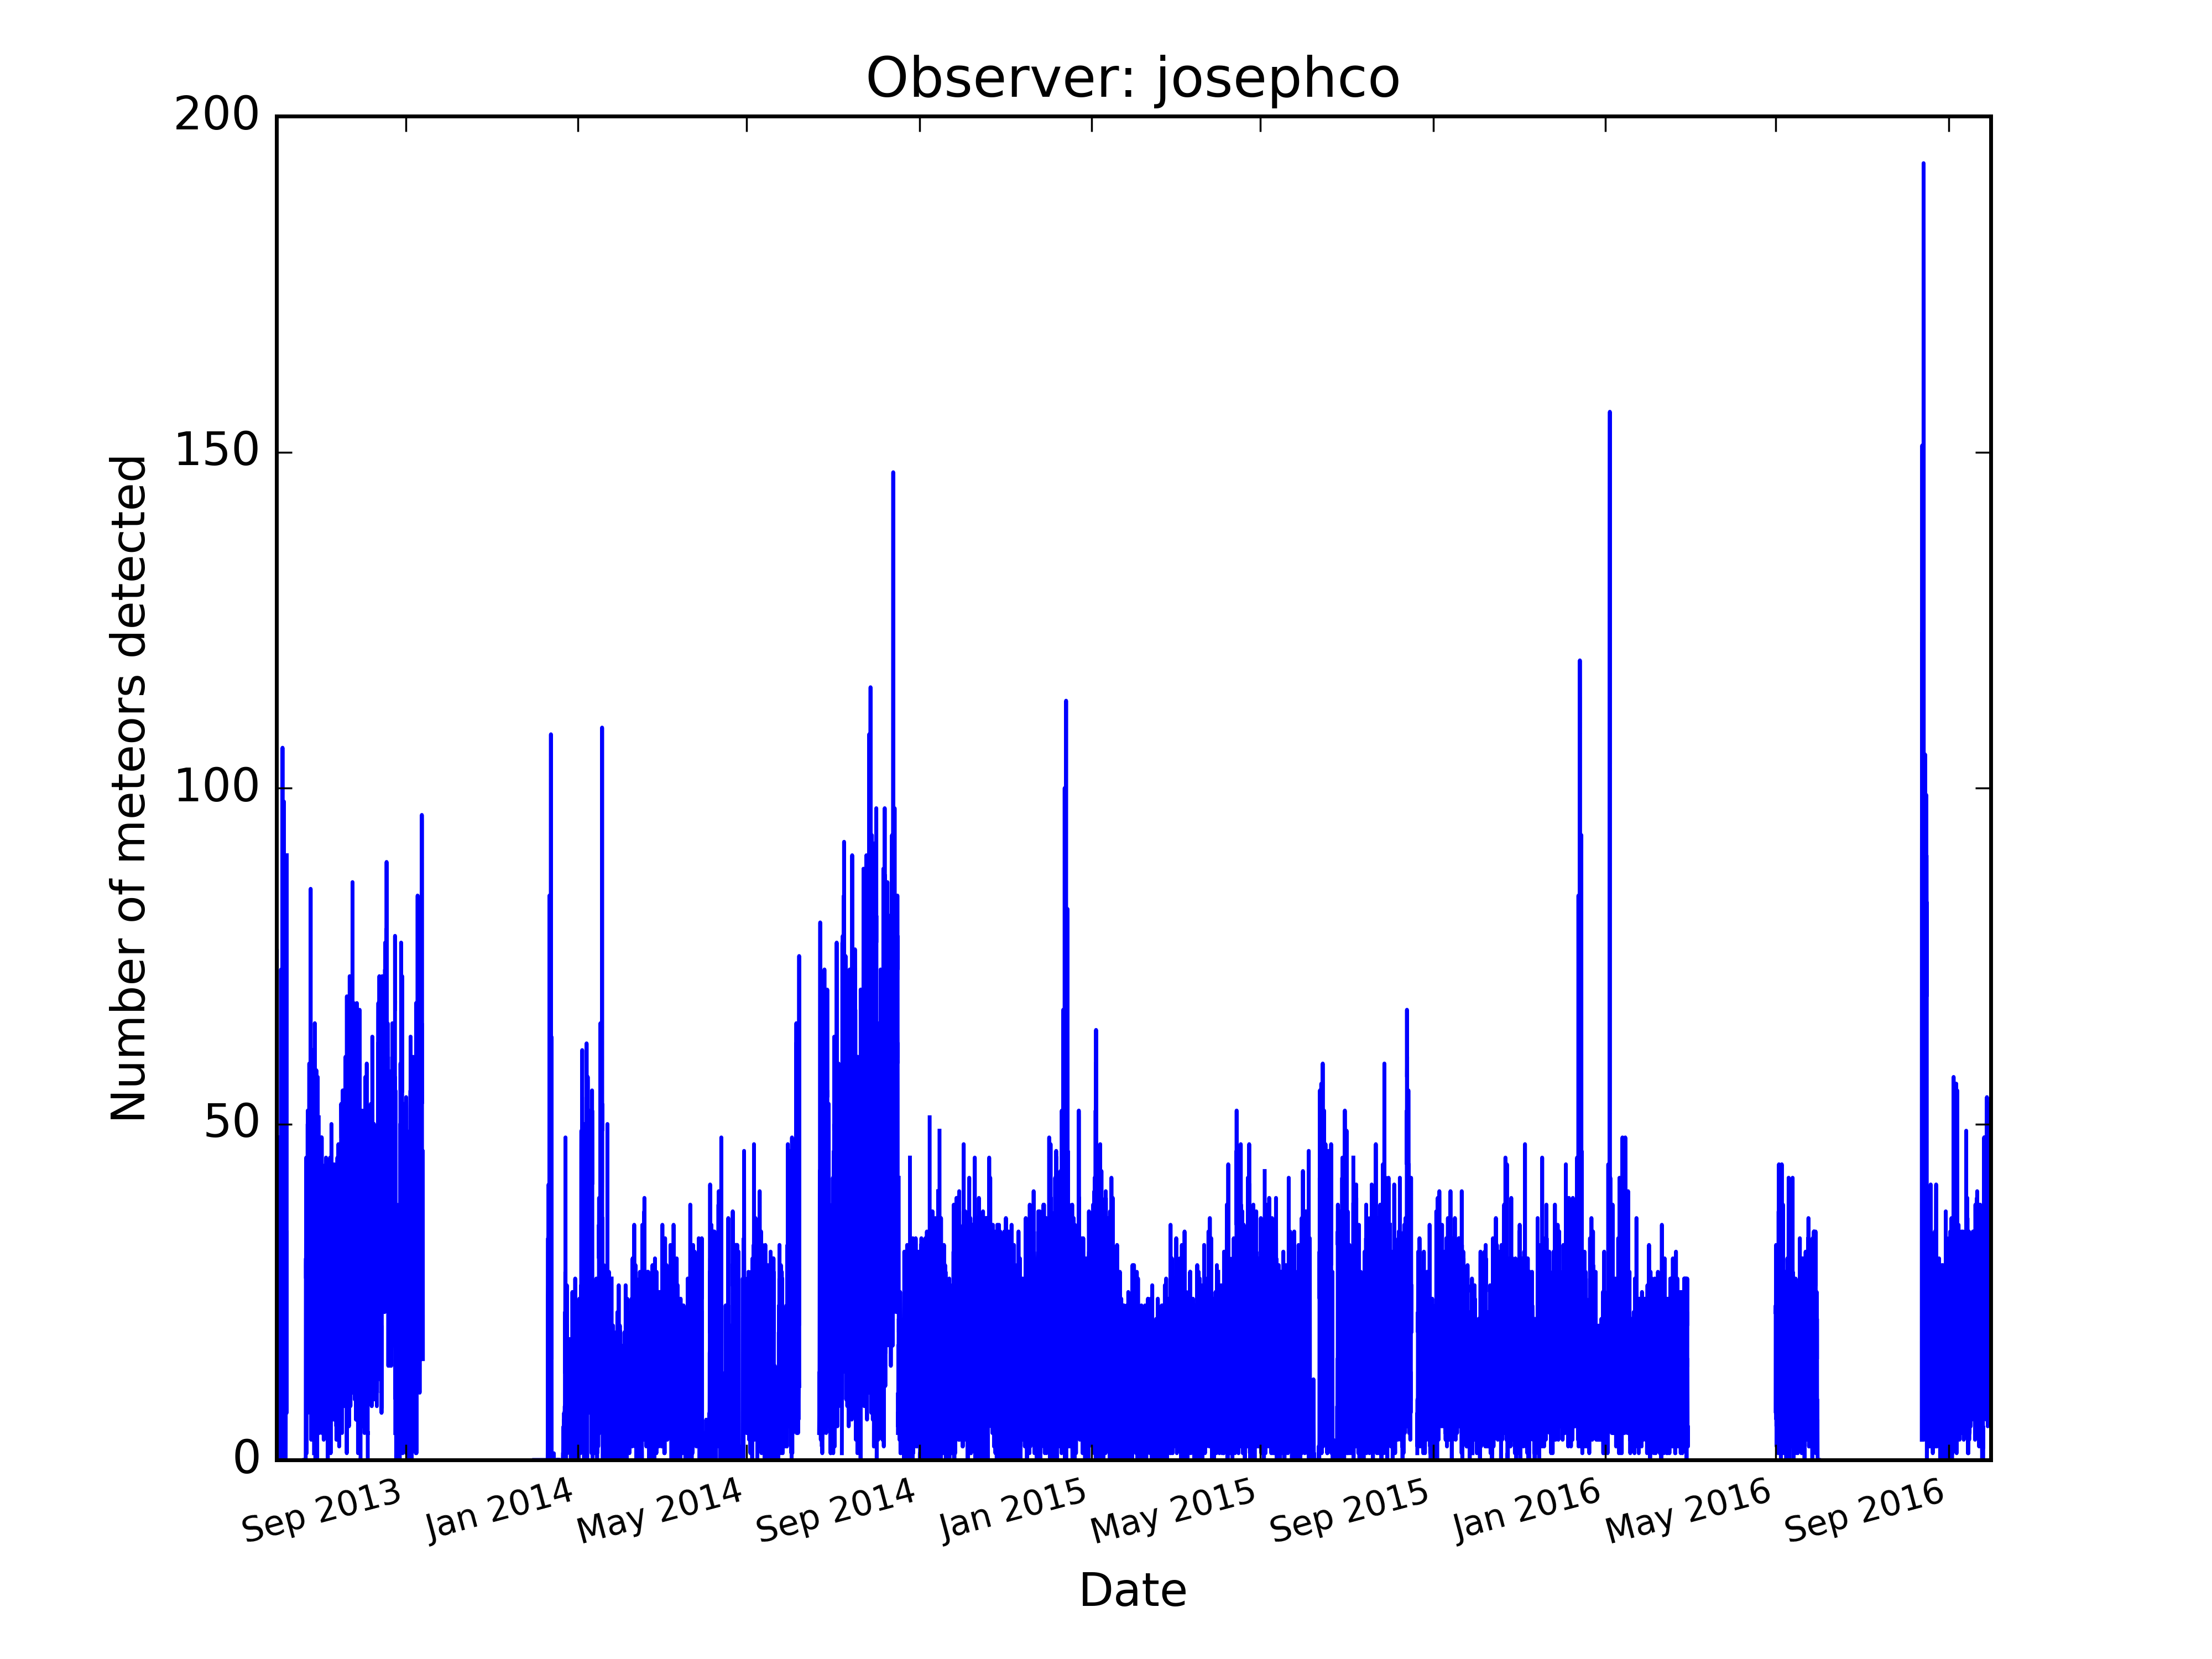 Observer: josephco
200
150
100
50
0
Number of meteors detected
Sep 2013
Jan 2014
May 2014
Sep 2014
Jan 2015
May 2015
Sep 2015
Jan 2016
May 2016
Sep 2016
Date